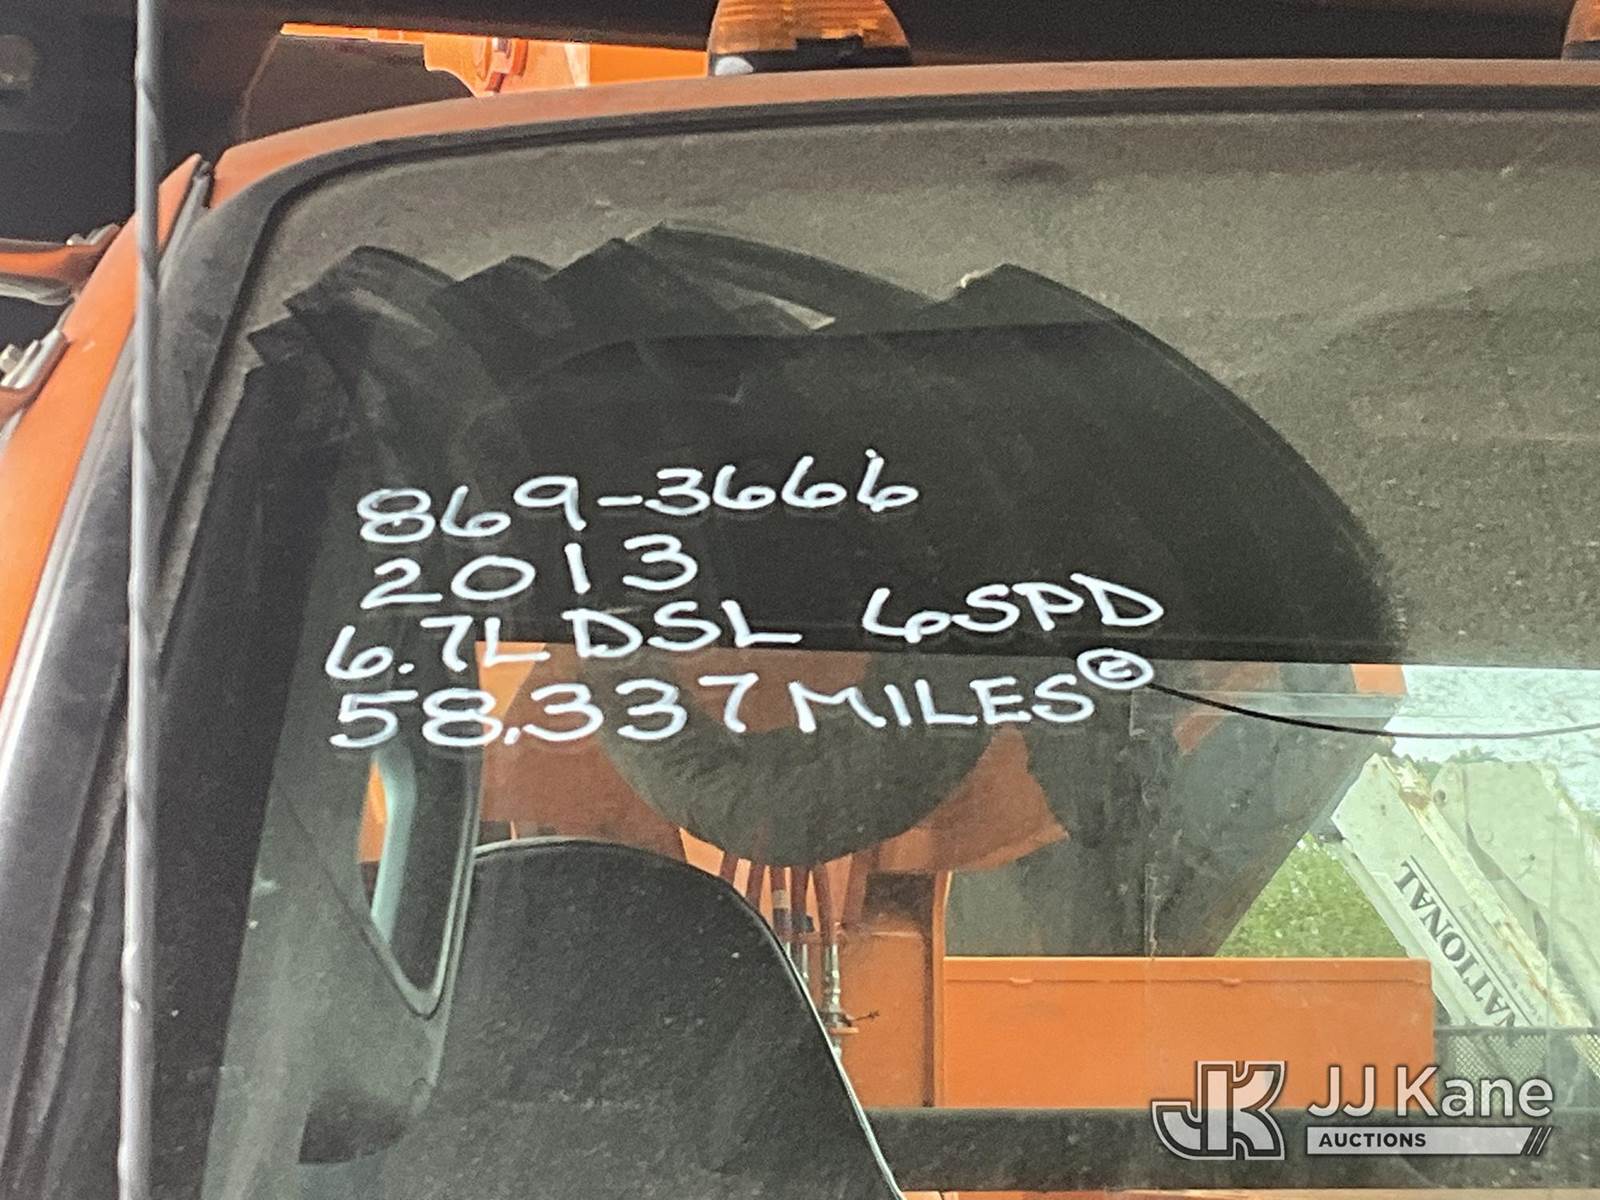 869-3666
2013
6.7L DSL 6SPD
58,337 MILES
NATIONAL
JJ Kane
AUCTIONS